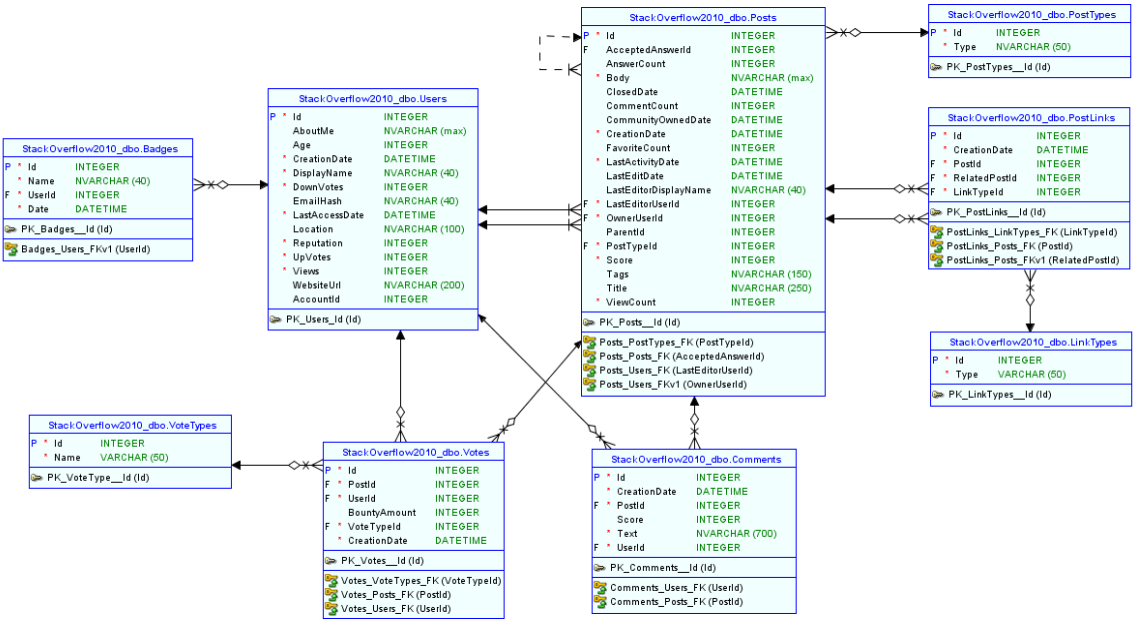 StackOverflow2010_dbo.Posts
P * Id INTEGER
F AcceptedAnswerId INTEGER
AnswerCount INTEGER
* Body NVARCHAR (max)
ClosedDate DATETIME
CommentCount INTEGER
CommunityOwnedDate DATETIME
* CreationDate DATETIME
FavoriteCount INTEGER
* LastActivityDate DATETIME
LastEditDate DATETIME
LastEditorDisplayName NVARCHAR (40)
F * LastEditorUserId INTEGER
F * OwnerUserId INTEGER
ParentId INTEGER
F * PostTypeId INTEGER
* Score INTEGER
Tags NVARCHAR (150)
Title NVARCHAR (250)
* ViewCount INTEGER
PK_Posts__Id (Id)
Posts_PostTypes_FK (PostTypeId)
Posts_Posts_FK (AcceptedAnswerId)
Posts_Users_FK (LastEditorUserId)
Posts_Users_FKv1 (OwnerUserId)
StackOverflow2010_dbo.PostTypes
P * Id INTEGER
* Type NVARCHAR (50)
PK_PostTypes__Id (Id)
StackOverflow2010_dbo.Users
P * Id INTEGER
AboutMe NVARCHAR (max)
Age INTEGER
* CreationDate DATETIME
* DisplayName NVARCHAR (40)
* DownVotes INTEGER
EmailHash NVARCHAR (40)
* LastAccessDate DATETIME
Location NVARCHAR (100)
* Reputation INTEGER
* UpVotes INTEGER
* Views INTEGER
WebsiteUrl NVARCHAR (200)
AccountId INTEGER
PK_Users_Id (Id)
StackOverflow2010_dbo.PostLinks
P * Id INTEGER
* CreationDate DATETIME
F * PostId INTEGER
F * RelatedPostId INTEGER
F * LinkTypeId INTEGER
PK_PostLinks__Id (Id)
PostLinks_LinkTypes_FK (LinkTypeId)
PostLinks_Posts_FK (PostId)
PostLinks_Posts_FKv1 (RelatedPostId)
StackOverflow2010_dbo.Badges
P * Id INTEGER
* Name NVARCHAR (40)
F * UserId INTEGER
* Date DATETIME
PK_Badges__Id (Id)
Badges_Users_FKv1 (UserId)
StackOverflow2010_dbo.LinkTypes
P * Id INTEGER
* Type VARCHAR (50)
PK_LinkTypes__Id (Id)
StackOverflow2010_dbo.VoteTypes
P * Id INTEGER
* Name VARCHAR (50)
PK_VoteType__Id (Id)
StackOverflow2010_dbo.Votes
P * Id INTEGER
F * PostId INTEGER
F * UserId INTEGER
BountyAmount INTEGER
F * VoteTypeId INTEGER
* CreationDate DATETIME
PK_Votes__Id (Id)
Votes_VoteTypes_FK (VoteTypeId)
Votes_Posts_FK (PostId)
Votes_Users_FK (UserId)
StackOverflow2010_dbo.Comments
P * Id INTEGER
* CreationDate DATETIME
F * PostId INTEGER
Score INTEGER
* Text NVARCHAR (700)
F * UserId INTEGER
PK_Comments__Id (Id)
Comments_Users_FK (UserId)
Comments_Posts_FK (PostId)